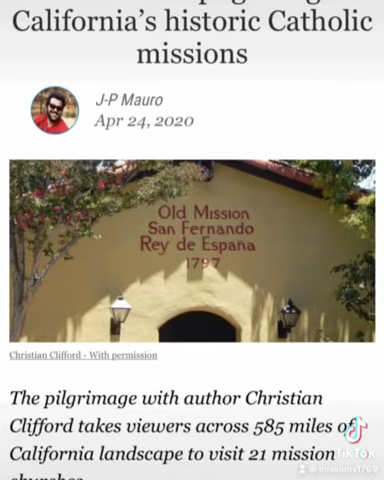 California's historic Catholic
missions
J-P Mauro
Apr 24, 2020
Old Mission
San Fernando
Rey de España
1797
Christian Clifford - With permission
The pilgrimage with author Christian
Clifford takes viewers across 585 miles of
California landscape to visit 21 mission
TikTok
missions1769